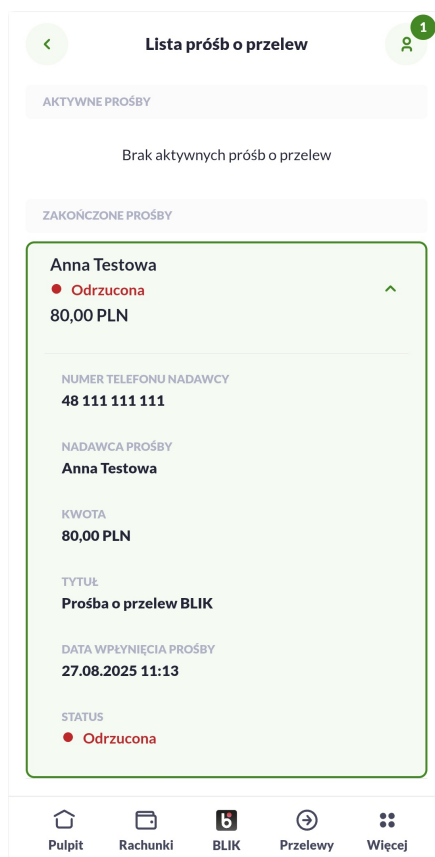 1
Lista próśb o przelew
AKTYWNE PROŚBY
Brak aktywnych próśb o przelew
ZAKOŃCZONE PROŚBY
Anna Testowa
Odrzucona
80,00 PLN
NUMER TELEFONU NADAWCY
48 111 111 111
NADAWCA PROŚBY
Anna Testowa
KWOTA
80,00 PLN
TYTUŁ
Prośba o przelew BLIK
DATA WPŁYNIĘCIA PROŚBY
27.08.2025 11:13
STATUS
Odrzucona
Pulpit Rachunki BLIK Przelewy Więcej